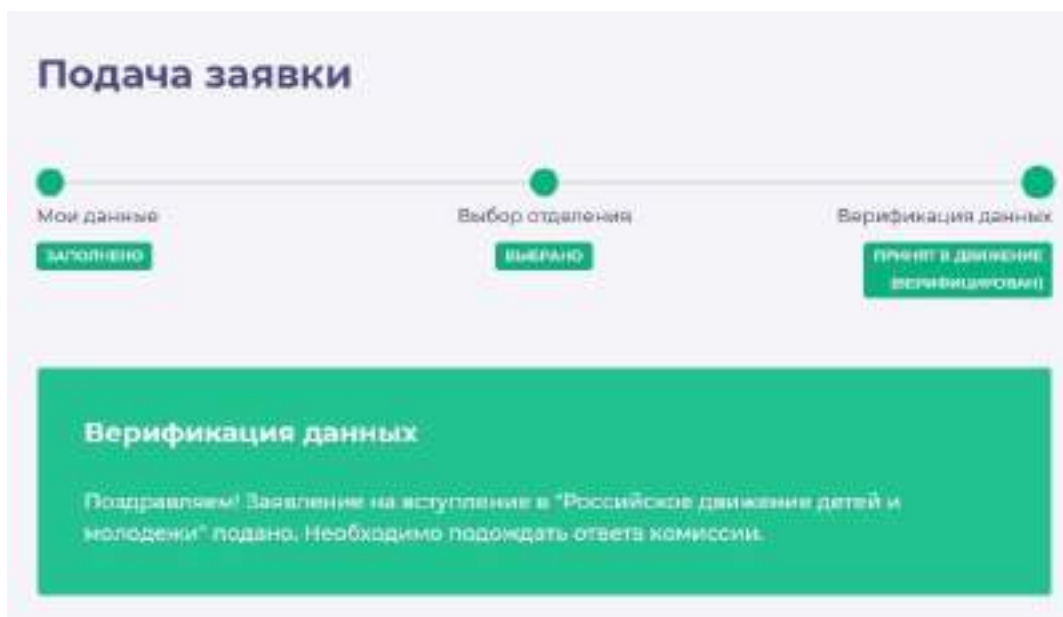 Подача заявки
Мои данные
Выбор отделения
Верификация данных
ЗАПОЛНЕНО
ВЫБРАНО
ПРИНЯТ В ДВИЖЕНИЕ
(ВЕРИФИЦИРОВАН)
Верификация данных
Поздравляем! Заявление на вступление в "Российское движение детей и
молодежи" подано. Необходимо подождать ответа комиссии.